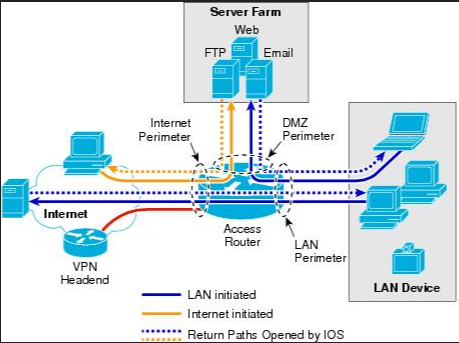 Server Farm
Web
FTP
Email
Internet
Perimeter
DMZ
Perimeter
Internet
Access
Router
LAN
Perimeter
VPN
Headend
LAN Device
LAN initiated
Internet initiated
Return Paths Opened by IOS